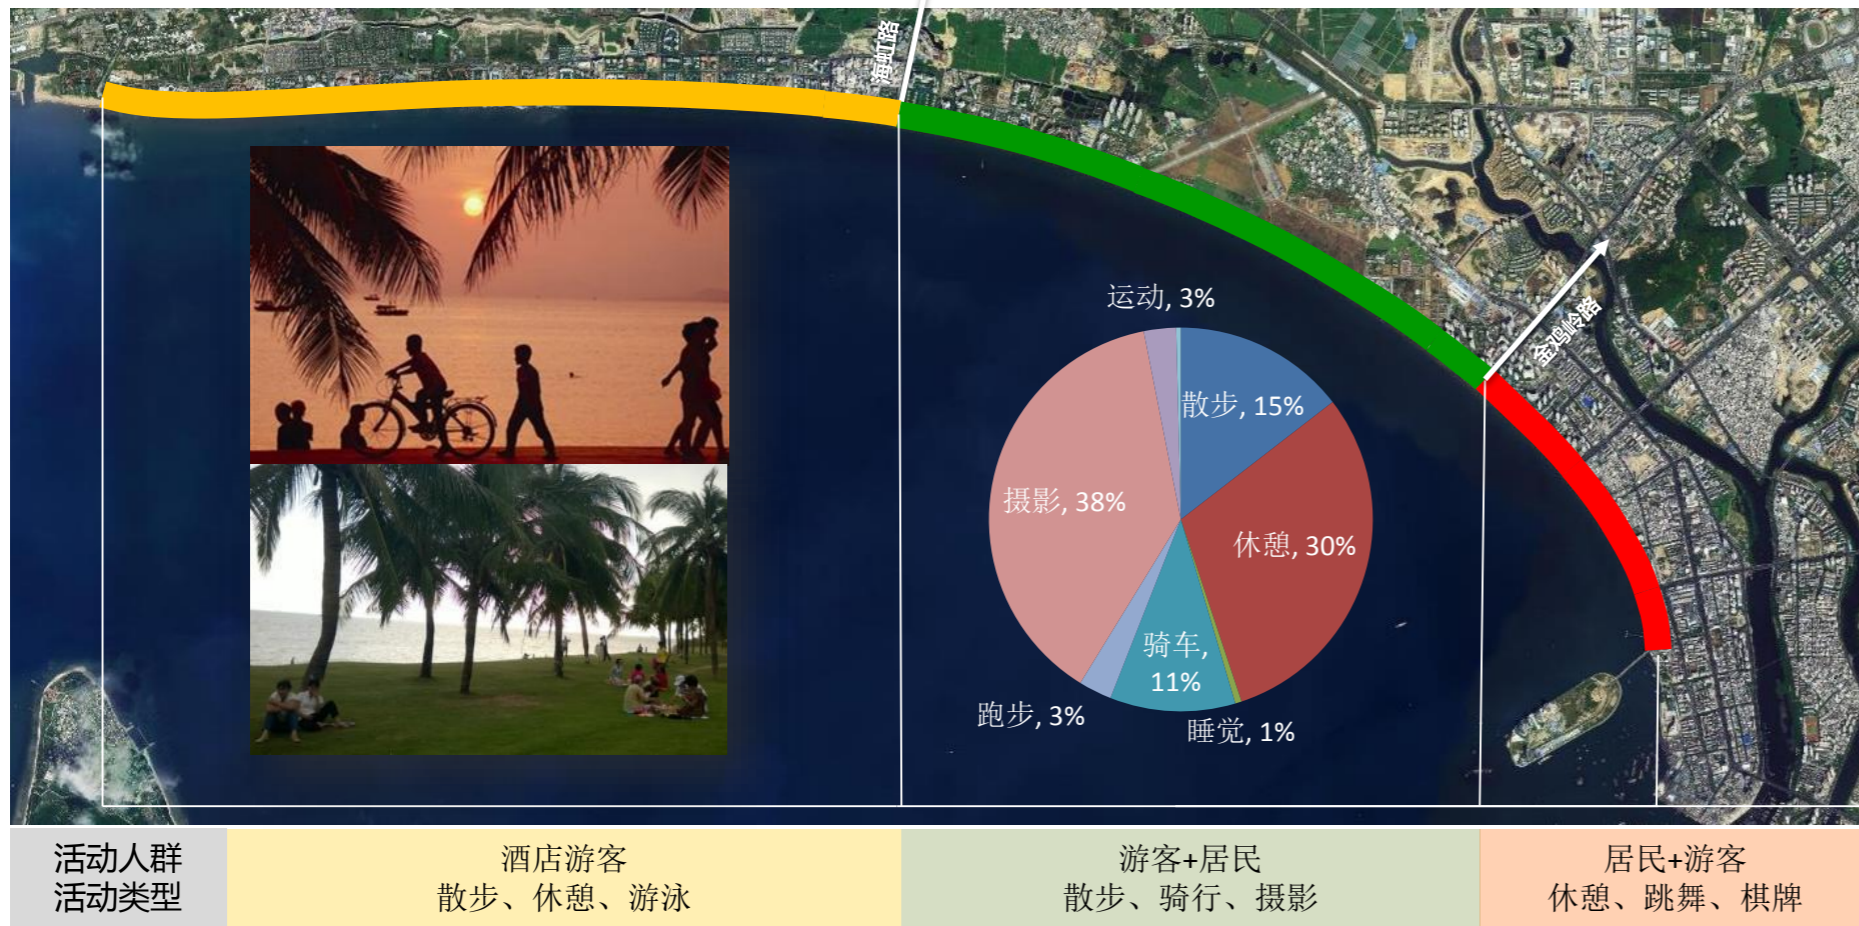 海虹路
金鸡岭路
运动, 3%
散步, 15%
摄影, 38%
休憩, 30%
骑车,
11%
跑步, 3%
睡觉, 1%
活动人群
活动类型
酒店游客
散步、休憩、游泳
游客+居民
散步、骑行、摄影
居民+游客
休憩、跳舞、棋牌